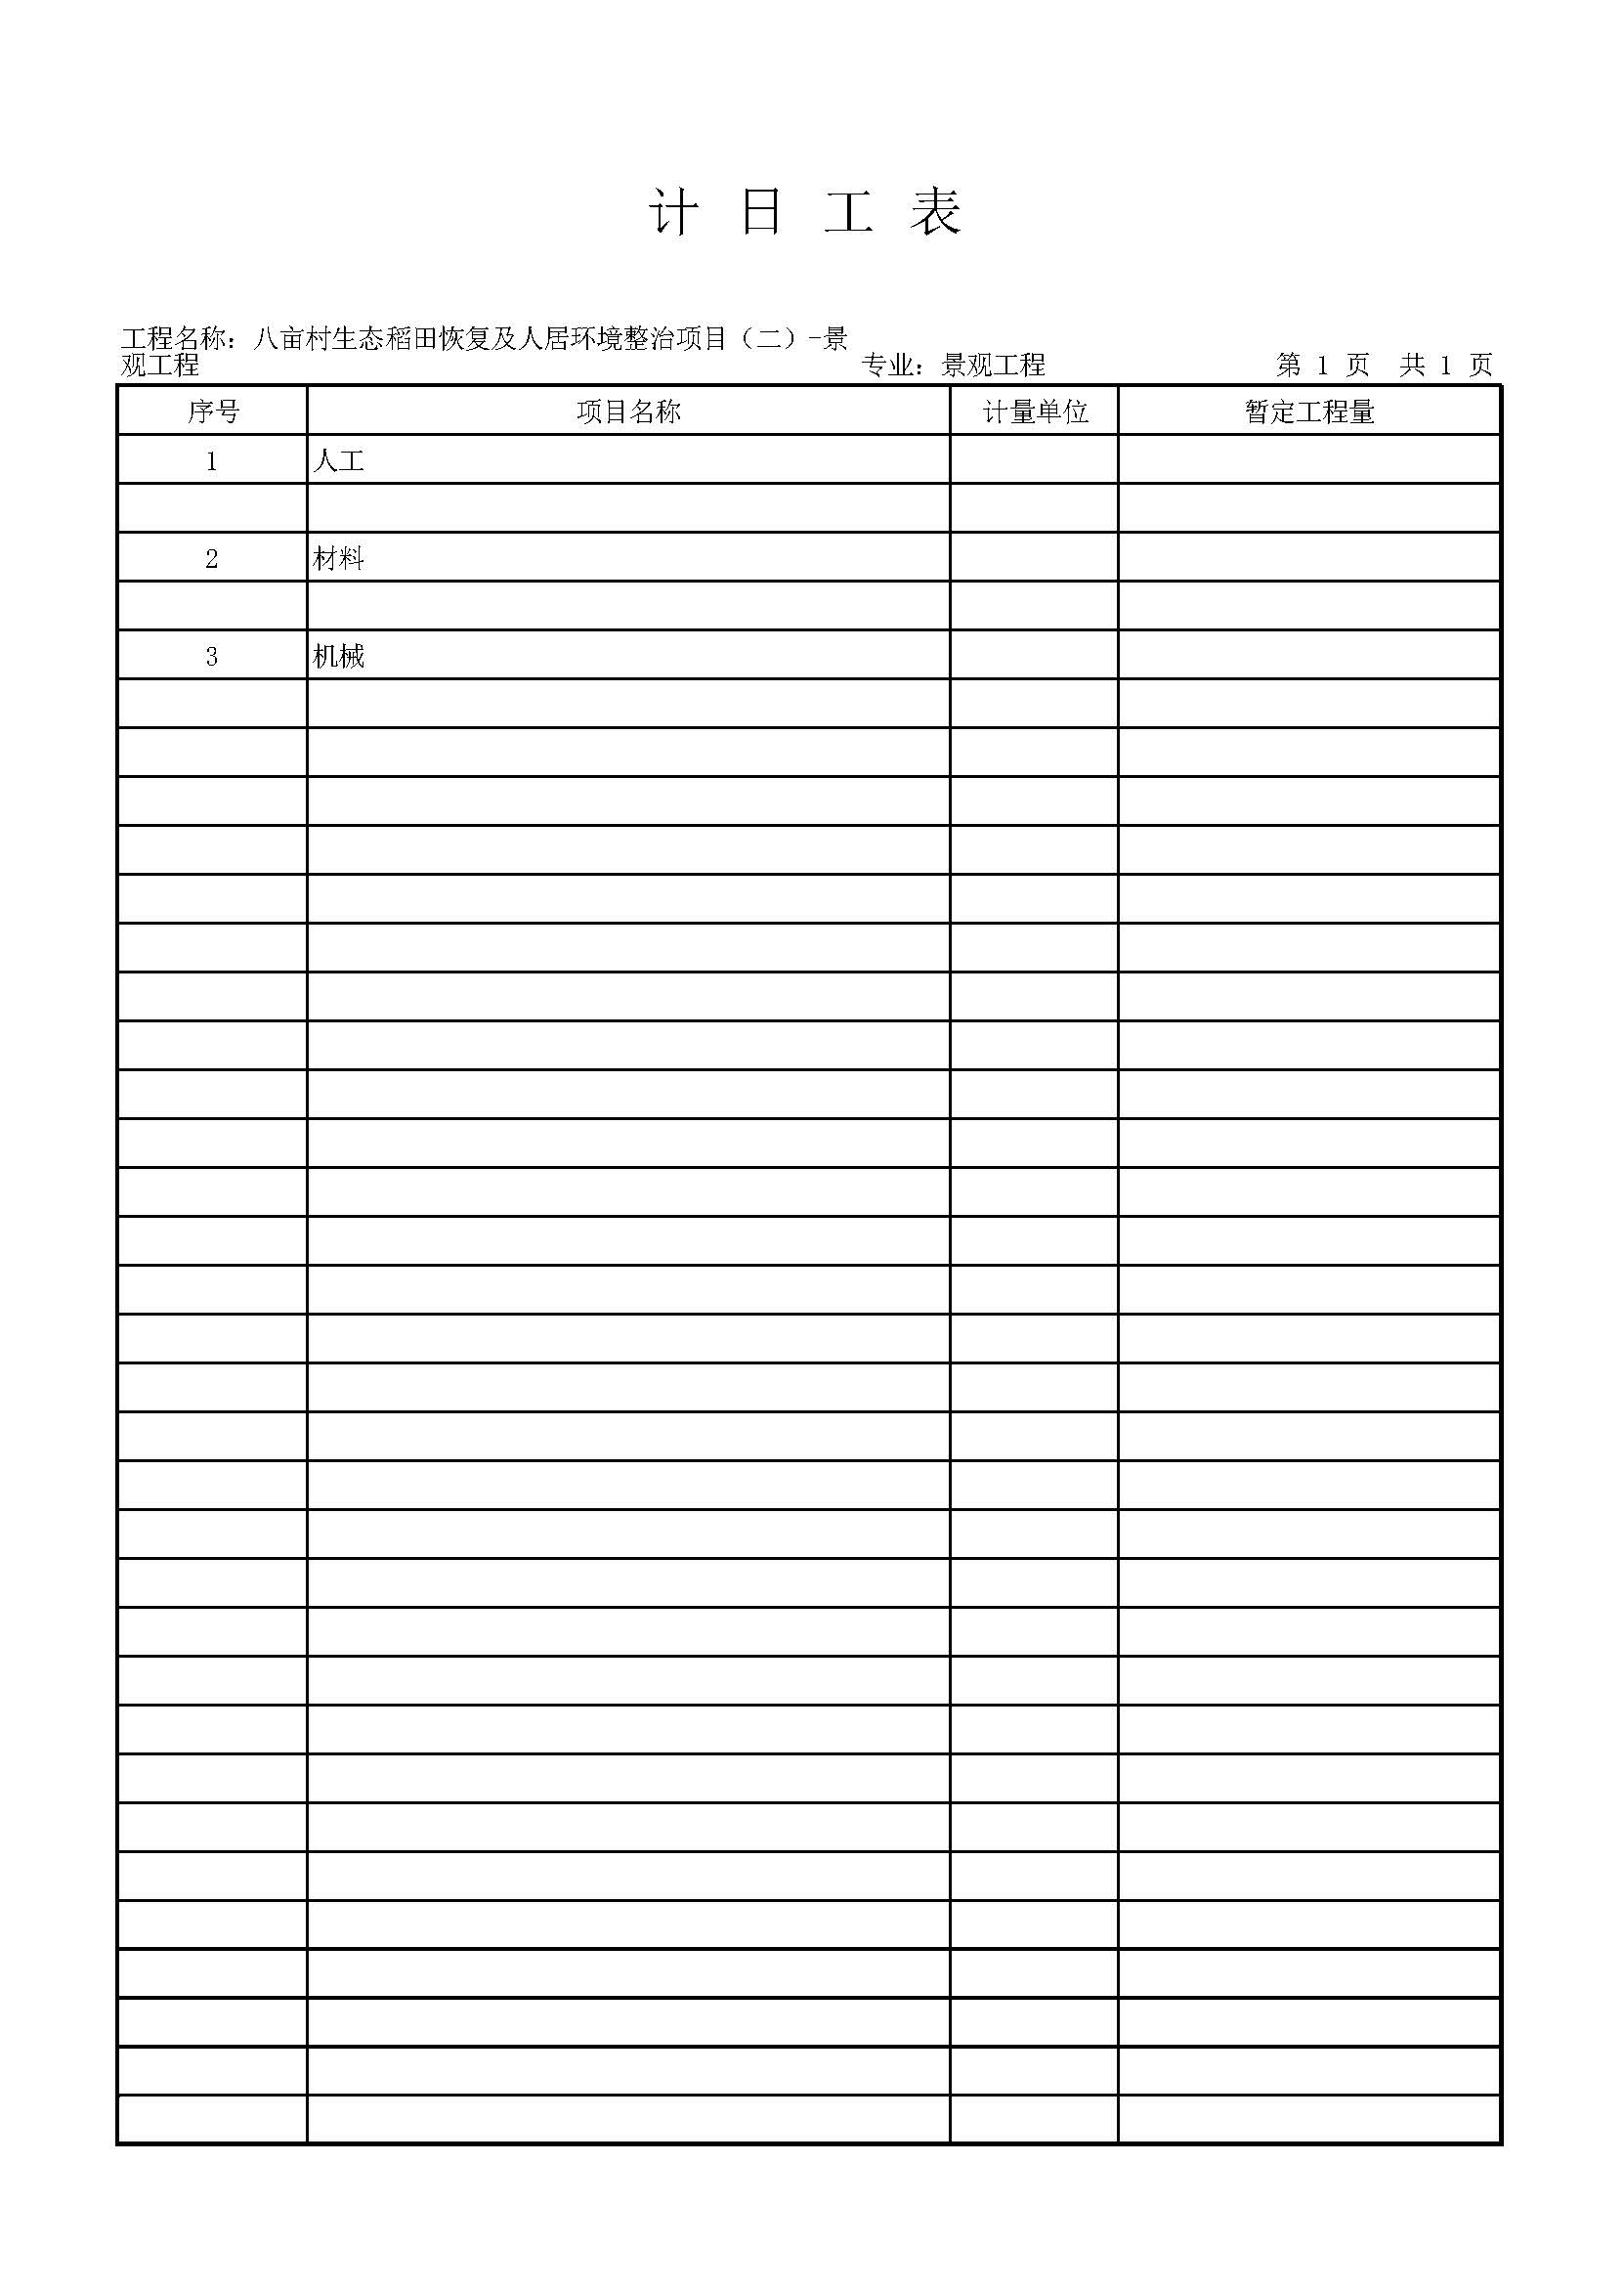 计 日 工 表
工程名称：八亩村生态稻田恢复及人居环境整治项目（二）-景
观工程 专业：景观工程 第 1 页 共 1 页
序号 项目名称 计量单位 暂定工程量
1 人工
2 材料
3 机械